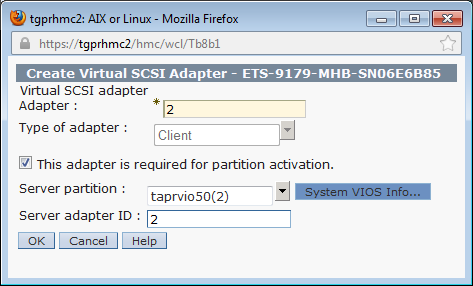 tgprhmc2: AIX or Linux - Mozilla Firefox
https://tgprhmc2/hmc/wcl/Tb8b1
Create Virtual SCSI Adapter - ETS-9179-MHB-SN06E6B85
Virtual SCSI adapter
Adapter : * 2
Type of adapter : Client
This adapter is required for partition activation.
Server partition : taprvio50(2) System VIOS Info...
Server adapter ID : 2
OK Cancel Help